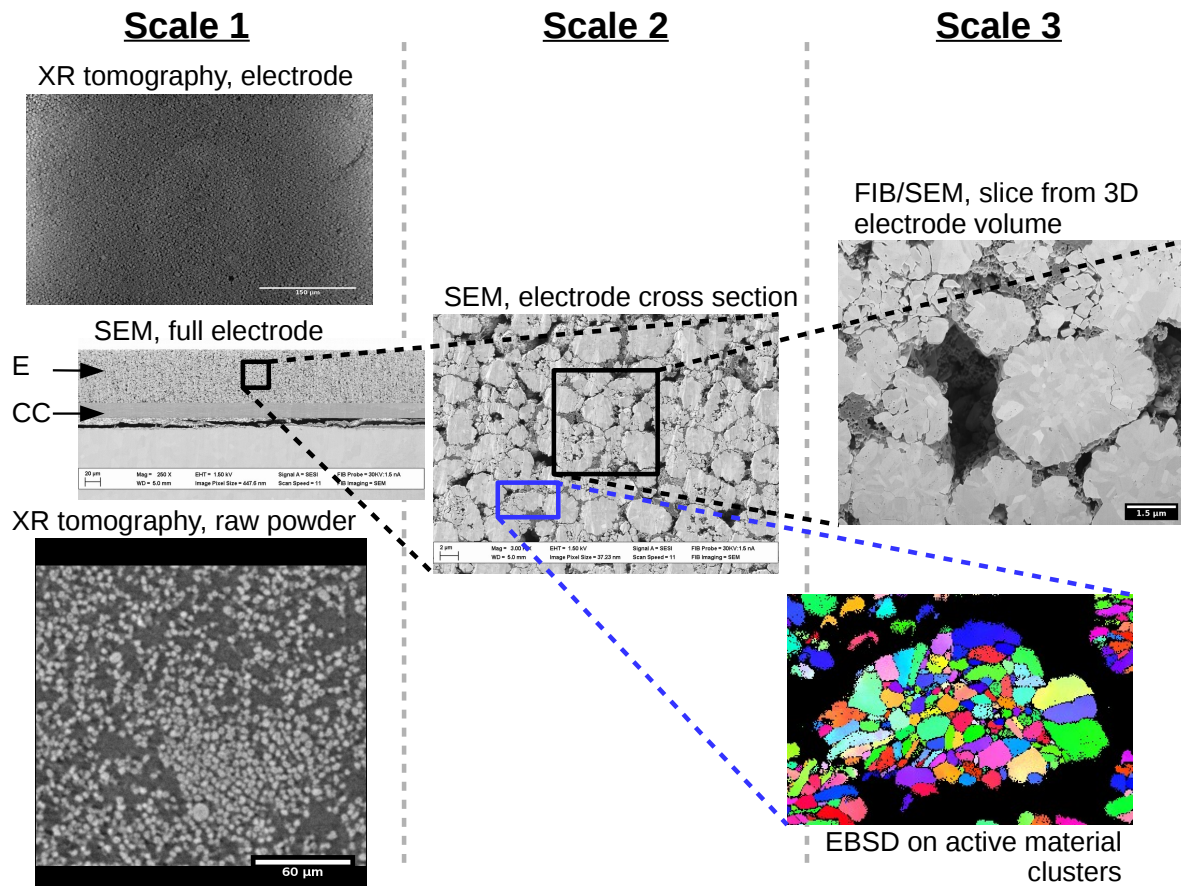 Scale 1
Scale 2
Scale 3
XR tomography, electrode
150 μm
SEM, full electrode
E
CC
20 μm
Mag = 250 X
EHT = 1.50 kV
Signal A = SESI
FIB Probe = 30KV:1.5 nA
WD = 5.0 mm
Image Pixel Size = 447.6 nm
Scan Speed = 11
FIB Imaging = SEM
XR tomography, raw powder
60 μm
SEM, electrode cross section
2 μm
Mag = 3.00
EHT = 1.50 kV
Signal A = SESI
FIB Probe = 30KV:1.5 nA
WD = 5.0 mm
Image Pixel Size = 37.23 nm
Scan Speed = 11
FIB Imaging = SEM
FIB/SEM, slice from 3D
electrode volume
1.5 μm
EBSD on active material
clusters